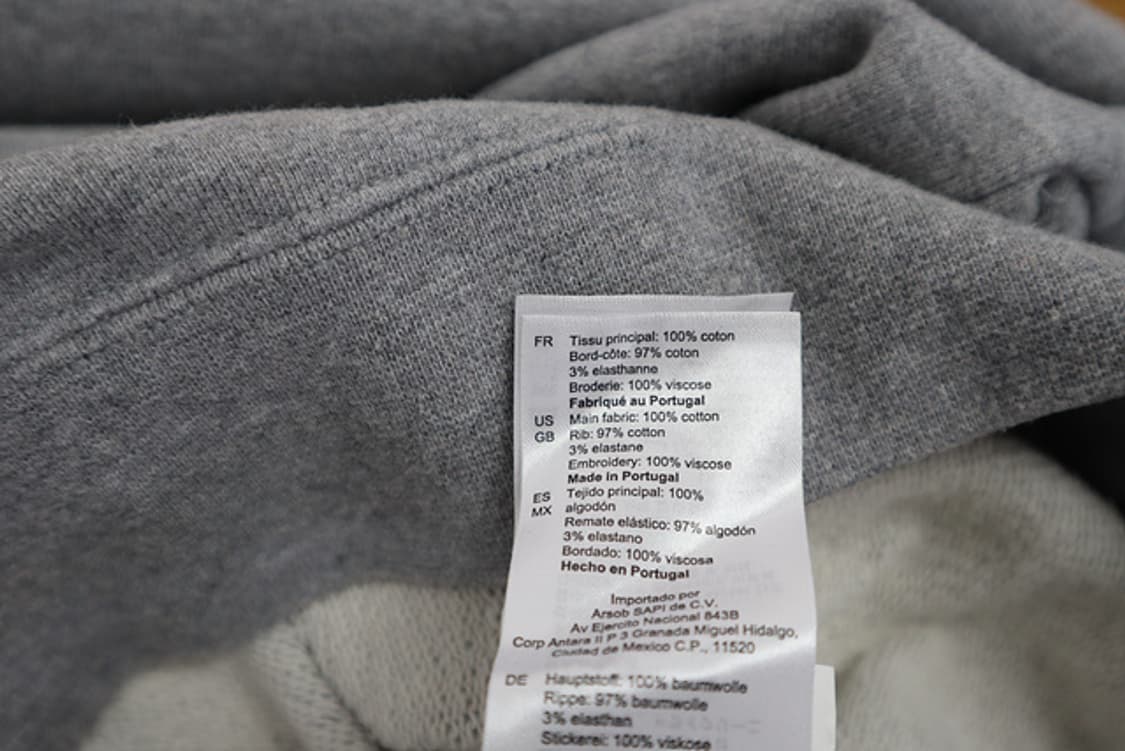 FR Tissu principal: 100% coton
Bord-côte: 97% coton
3% elasthanne
Broderie: 100% viscose
Fabriqué au Portugal
US Main fabric: 100% cotton
GB Rib: 97% cotton
3% elastane
Embroidery: 100% viscose
Made in Portugal
ES Tejido principal: 100%
MX algodón
Remate elástico: 97% algodón
3% elastano
Bordado: 100% viscosa
Hecho en Portugal
Importado por
Arsob SAPI de C.V.
Av Ejercito Nacional 843B
Corp Antara II P 3 Granada Miguel Hidalgo,
Ciudad de Mexico C.P., 11520
DE Hauptstoff: 100% baumwolle
Rippe: 97% baumwolle
3% elasthan
Stickerei: 100% viskose